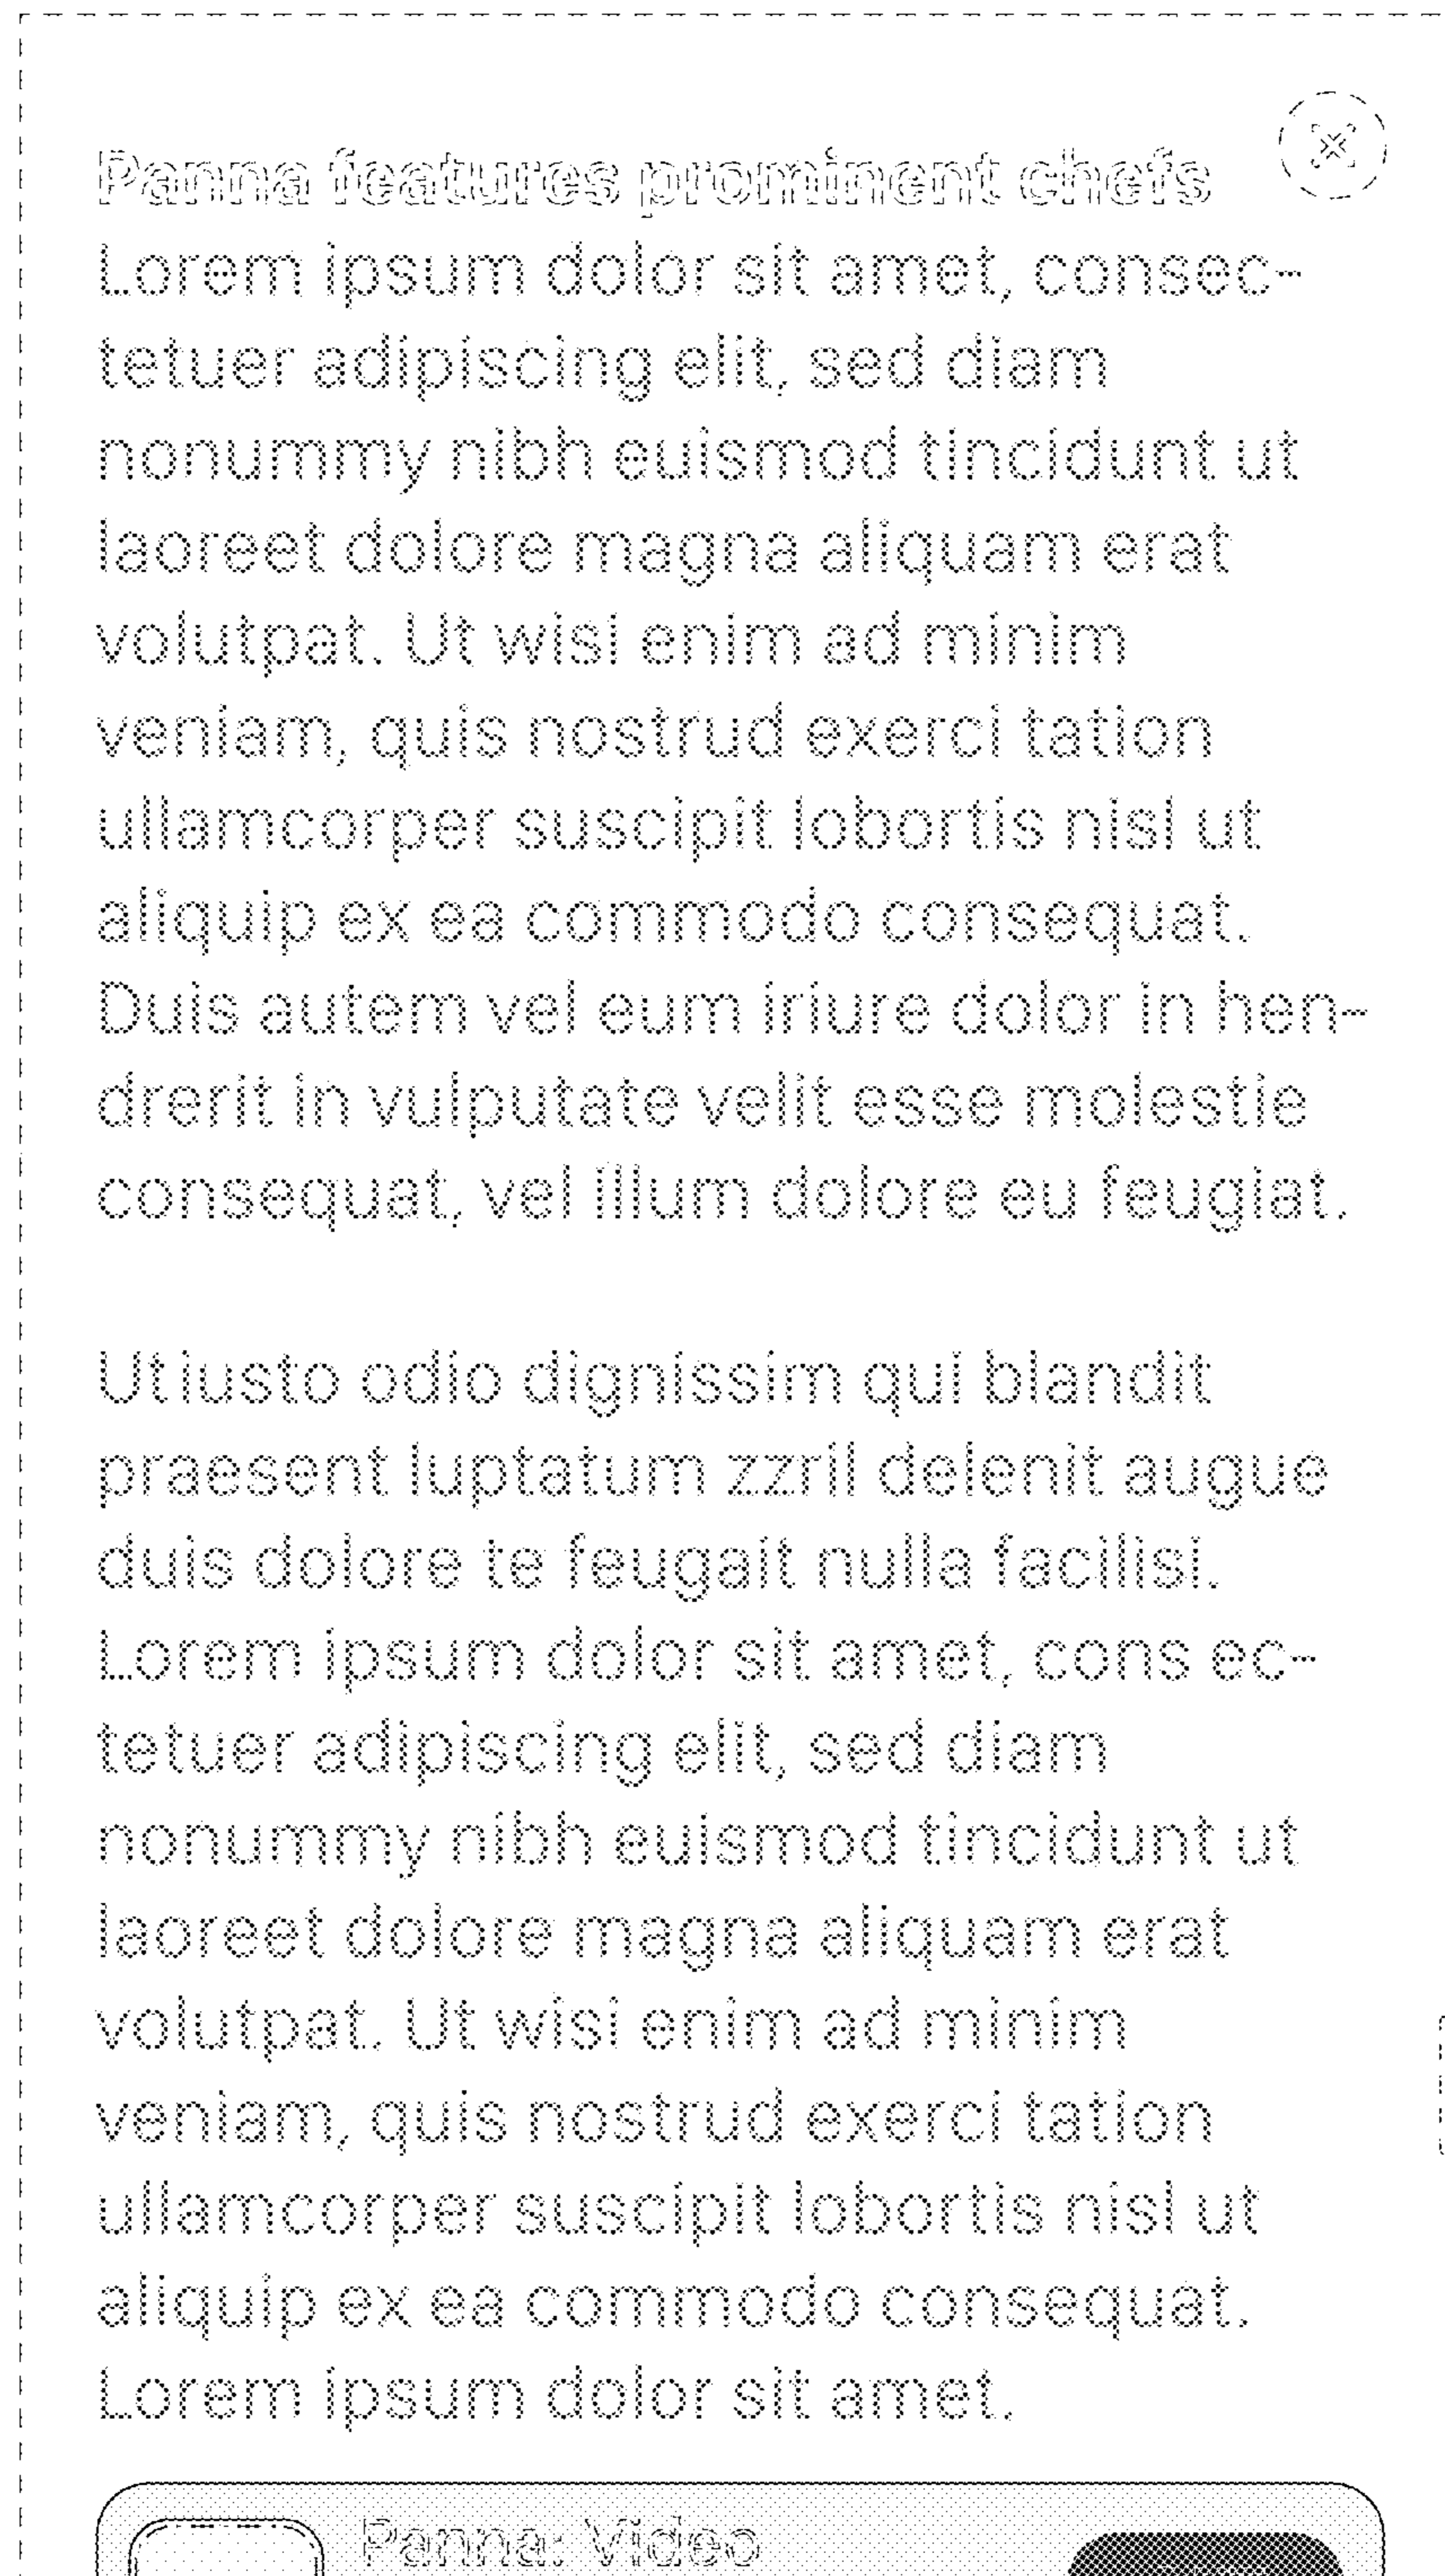 Panna features prominent chefs
Lorem ipsum dolor sit amet, consec-
tetuer adipiscing elit, sed diam
nonummy nibh euismod tincidunt ut
laoreet dolore magna aliquam erat
volutpat. Ut wisi enim ad minim
veniam, quis nostrud exerci tation
ullamcorper suscipit lobortis nisl ut
aliquip ex ea commodo consequat.
Duis autem vel eum iriure dolor in hen-
drerit in vulputate velit esse molestie
consequat, vel illum dolore eu feugiat.
Ut iusto odio dignissim qui blandit
praesent luptatum zzril delenit augue
duis dolore te feugait nulla facilisi.
Lorem ipsum dolor sit amet, cons ec-
tetuer adipiscing elit, sed diam
nonummy nibh euismod tincidunt ut
laoreet dolore magna aliquam erat
volutpat. Ut wisi enim ad minim
veniam, quis nostrud exerci tation
ullamcorper suscipit lobortis nisl ut
aliquip ex ea commodo consequat.
Lorem ipsum dolor sit amet.
Panna: Video